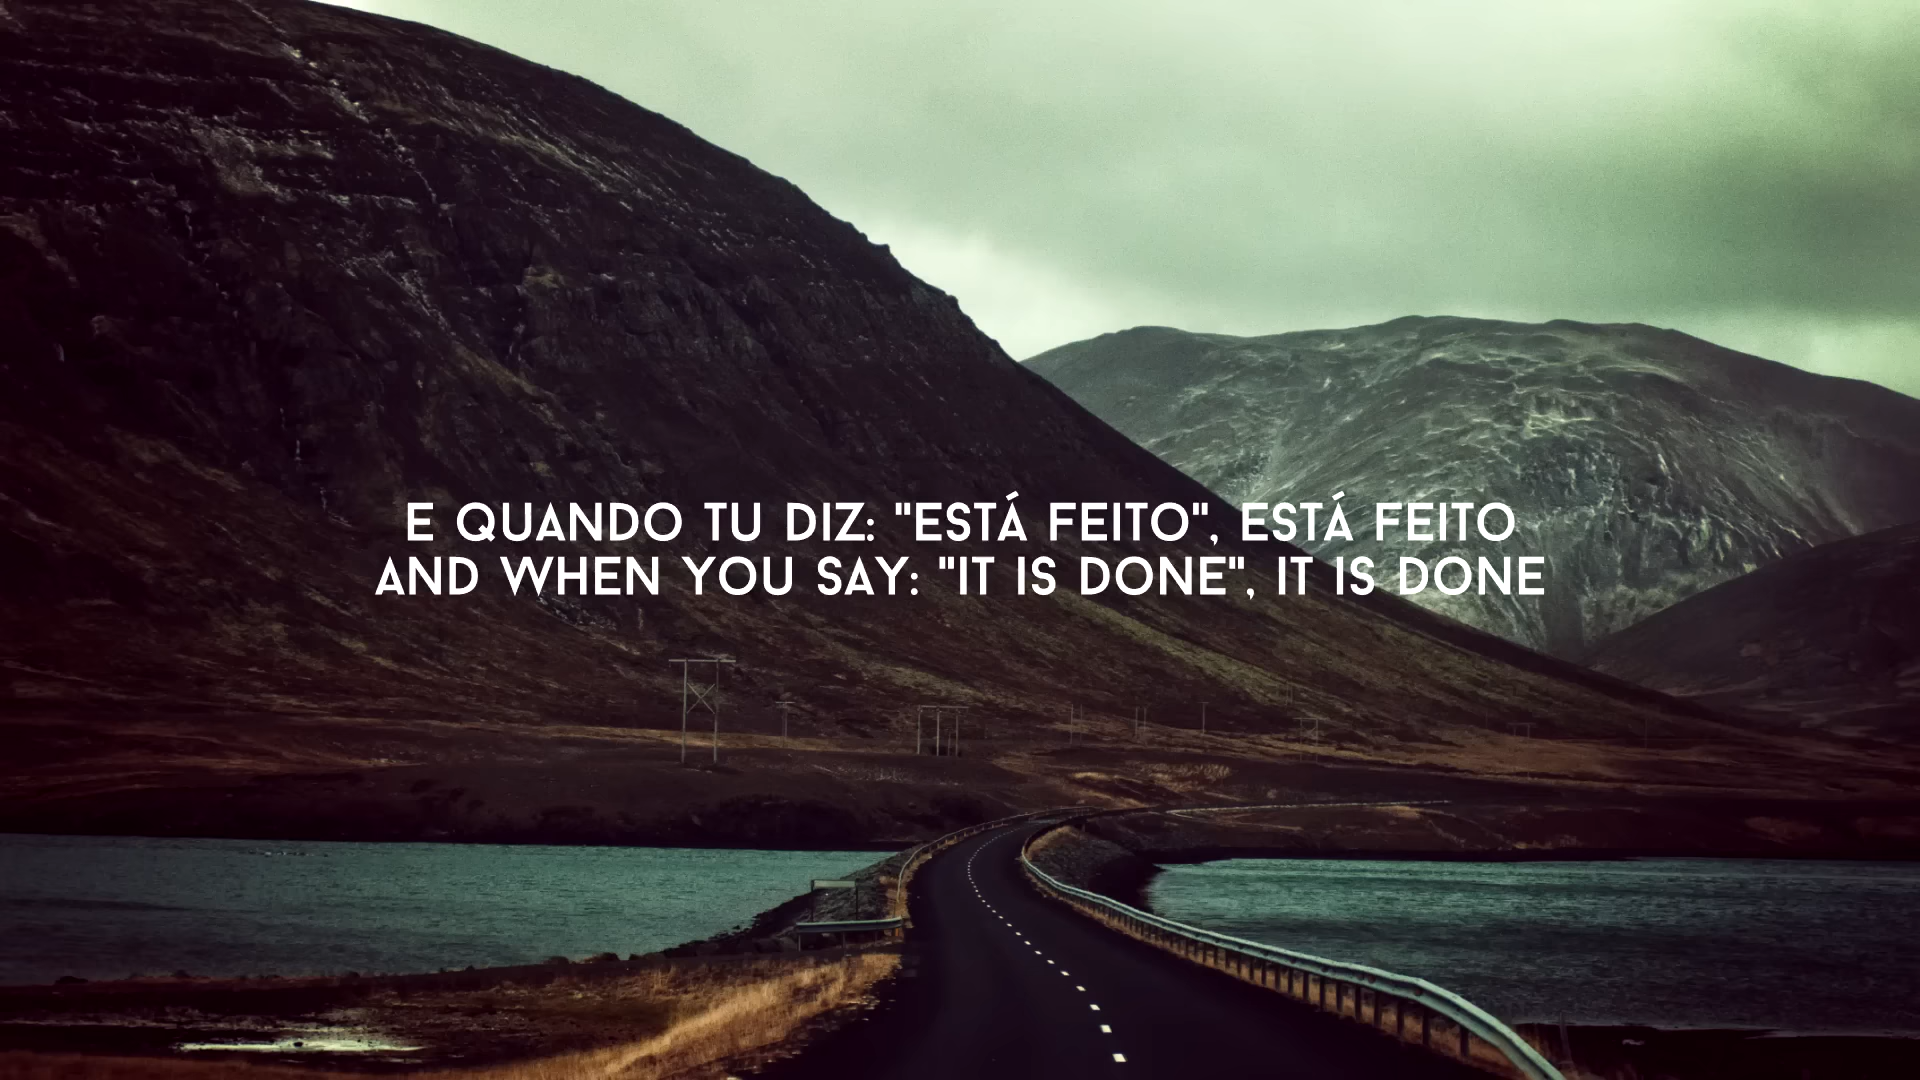 E QUANDO TU DIZ: "ESTÁ FEITO", ESTÁ FEITO
AND WHEN YOU SAY: "IT IS DONE", IT IS DONE